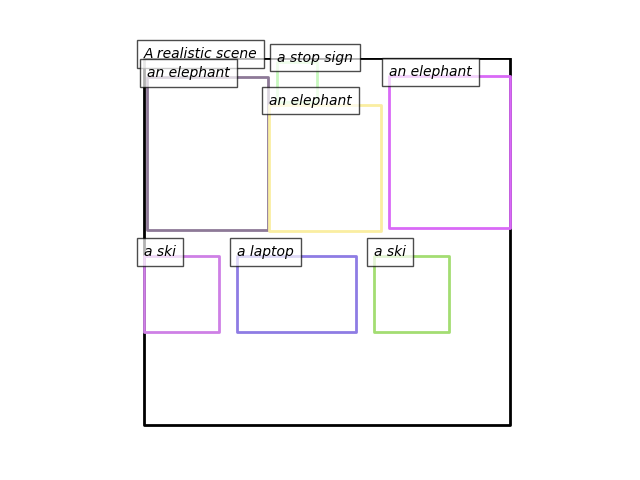 A realistic scene
a stop sign
an elephant
an elephant
an elephant
a ski
a laptop
a ski